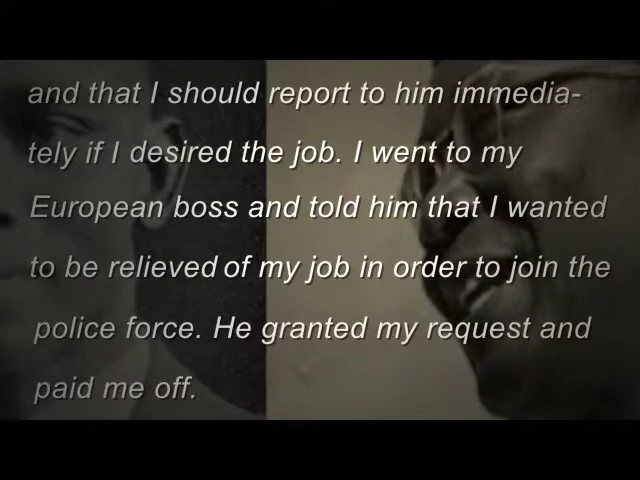 and that I should report to him immedia-
tely if I desired the job. I went to my
European boss and told him that I wanted
to be relieved of my job in order to join the
police force. He granted my request and
paid me off.